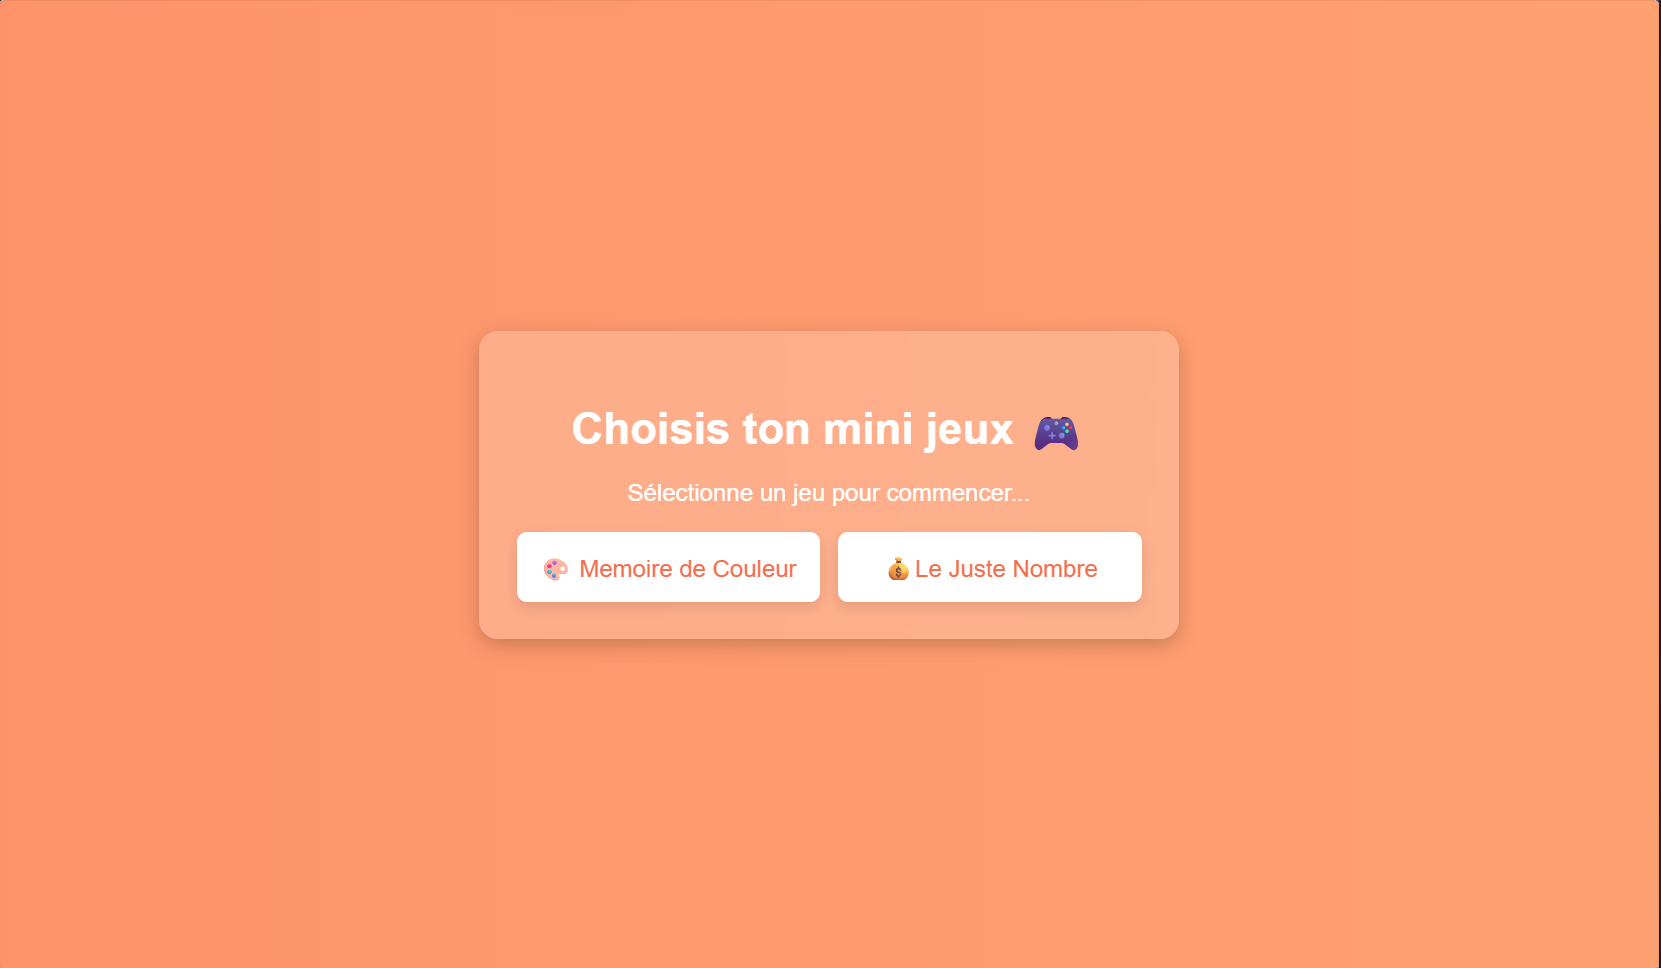 Choisis ton mini jeux 🎮
Sélectionne un jeu pour commencer...
🎨 Memoire de Couleur
💰Le Juste Nombre